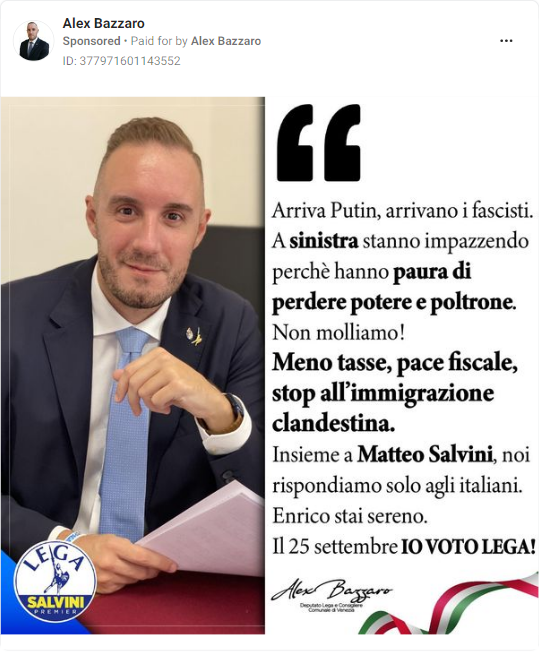 Alex Bazzaro
Sponsored • Paid for by Alex Bazzaro
ID: 377971601143552
“
Arriva Putin, arrivano i fascisti.
A sinistra stanno impazzendo
perchè hanno paura di
perdere potere e poltrone.
Non molliamo!
Meno tasse, pace fiscale,
stop all’immigrazione
clandestina.
Insieme a Matteo Salvini, noi
rispondiamo solo agli italiani.
Enrico stai sereno.
Il 25 settembre IO VOTO LEGA!
Alex Bazzaro
Deputato Lega e Consigliere
Comunale di Venezia
LEGA
SALVINI
PREMIER